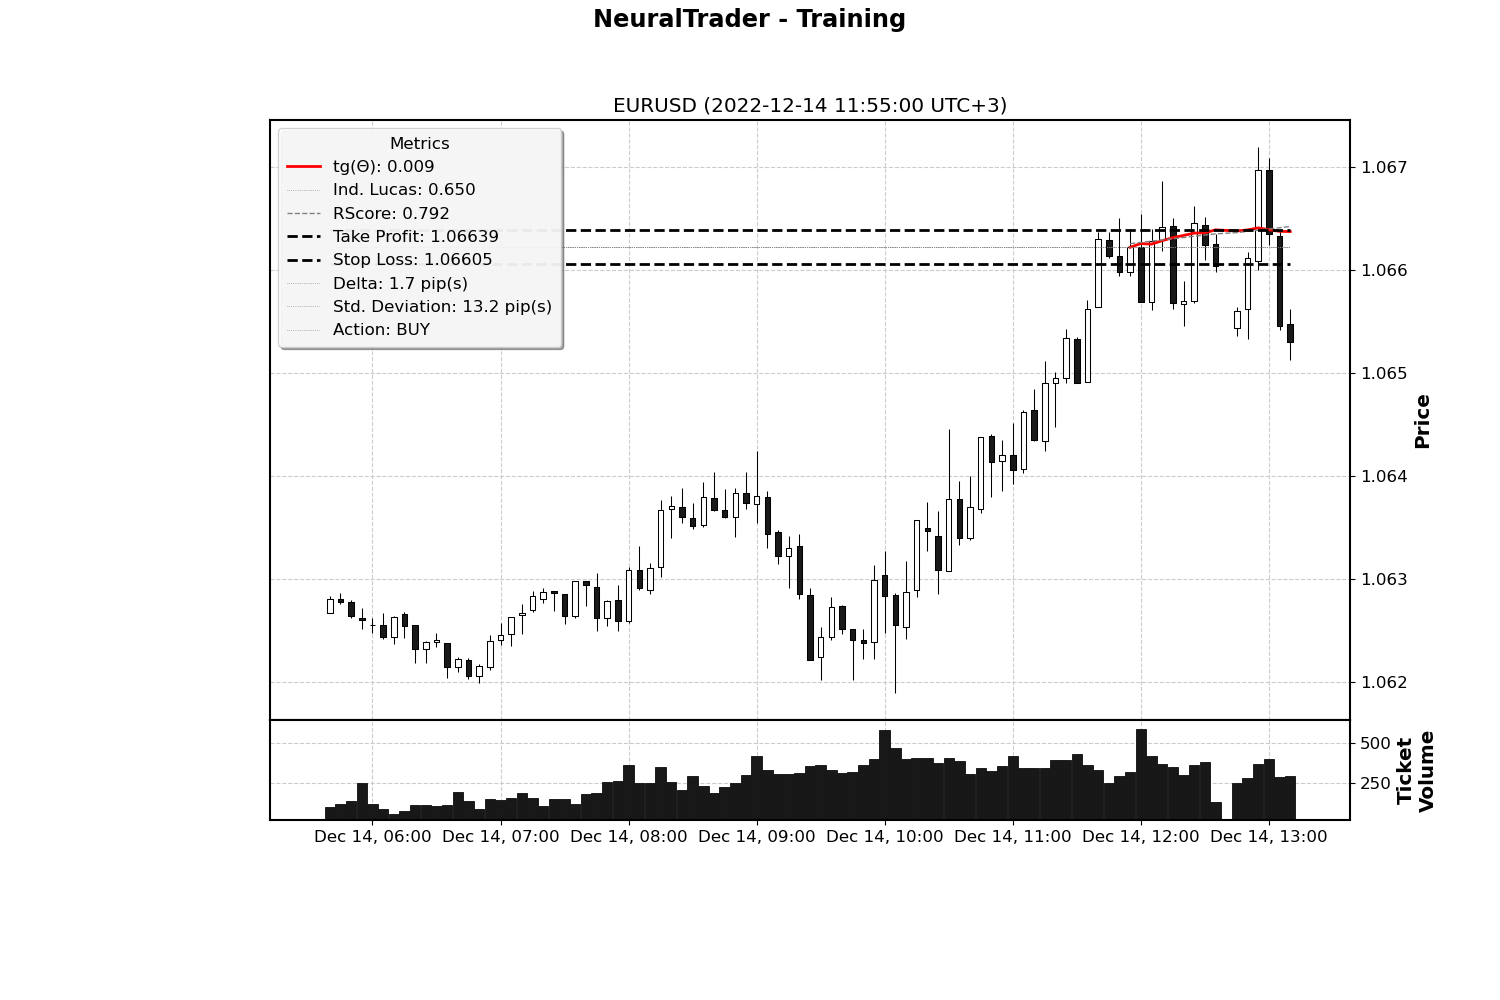 NeuralTrader - Training
EURUSD (2022-12-14 11:55:00 UTC+3)
Metrics
tg(Θ): 0.009
Ind. Lucas: 0.650
RScore: 0.792
Take Profit: 1.06639
Stop Loss: 1.06605
Delta: 1.7 pip(s)
Std. Deviation: 13.2 pip(s)
Action: BUY
1.067
1.066
1.065
1.064
1.063
1.062
Price
500
250
Ticket
Volume
Dec 14, 06:00 Dec 14, 07:00 Dec 14, 08:00 Dec 14, 09:00 Dec 14, 10:00 Dec 14, 11:00 Dec 14, 12:00 Dec 14, 13:00